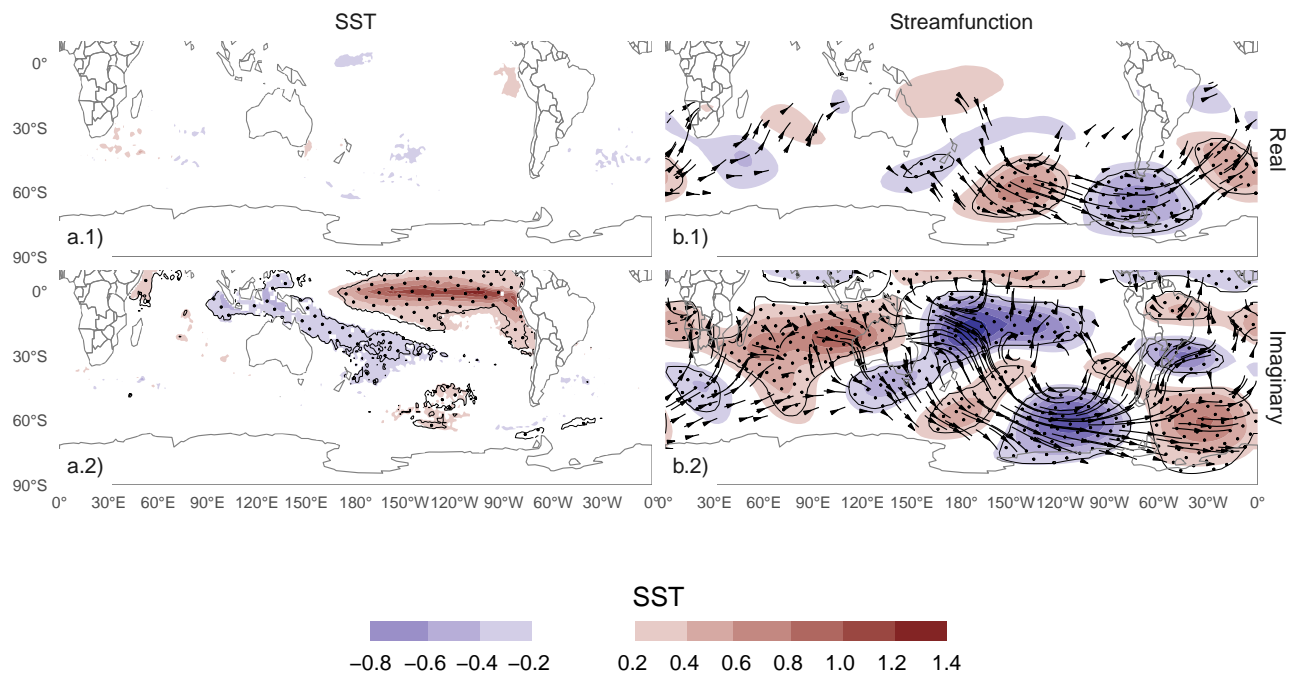 SST Streamfunction
0°
30°S
60°S
90°S
a.1) b.1)
Real
0°
30°S
60°S
90°S
a.2) b.2)
Imaginary
0° 30°E 60°E 90°E 120°E 150°E 180° 150°W 120°W 90°W 60°W 30°W 0° 0° 30°E 60°E 90°E 120°E 150°E 180° 150°W 120°W 90°W 60°W 30°W 0°
SST
−0.8 −0.6 −0.4 −0.2 0.2 0.4 0.6 0.8 1.0 1.2 1.4